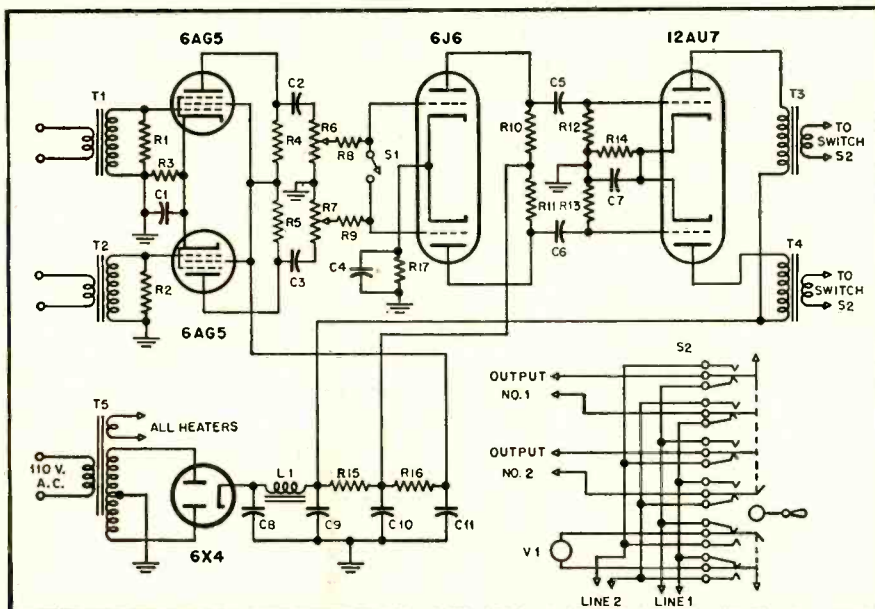 6AG5 6J6 12AU7
T1
R1
R3
C1
C2
R4
R6
R8
S1
R5
R7
R9
C3
C4
R17
C5
R10
R12
R14
R11
R13
C7
C6
T3
TO
SWITCH
S2
T2
R2
6AG5
T4
TO
SWITCH
S2
T5
ALL HEATERS
110 V.
A.C.
6X4
L1
R15
R16
C8
C9
C10
C11
S2
OUTPUT
NO. 1
OUTPUT
NO. 2
V1
LINE 2 LINE 1